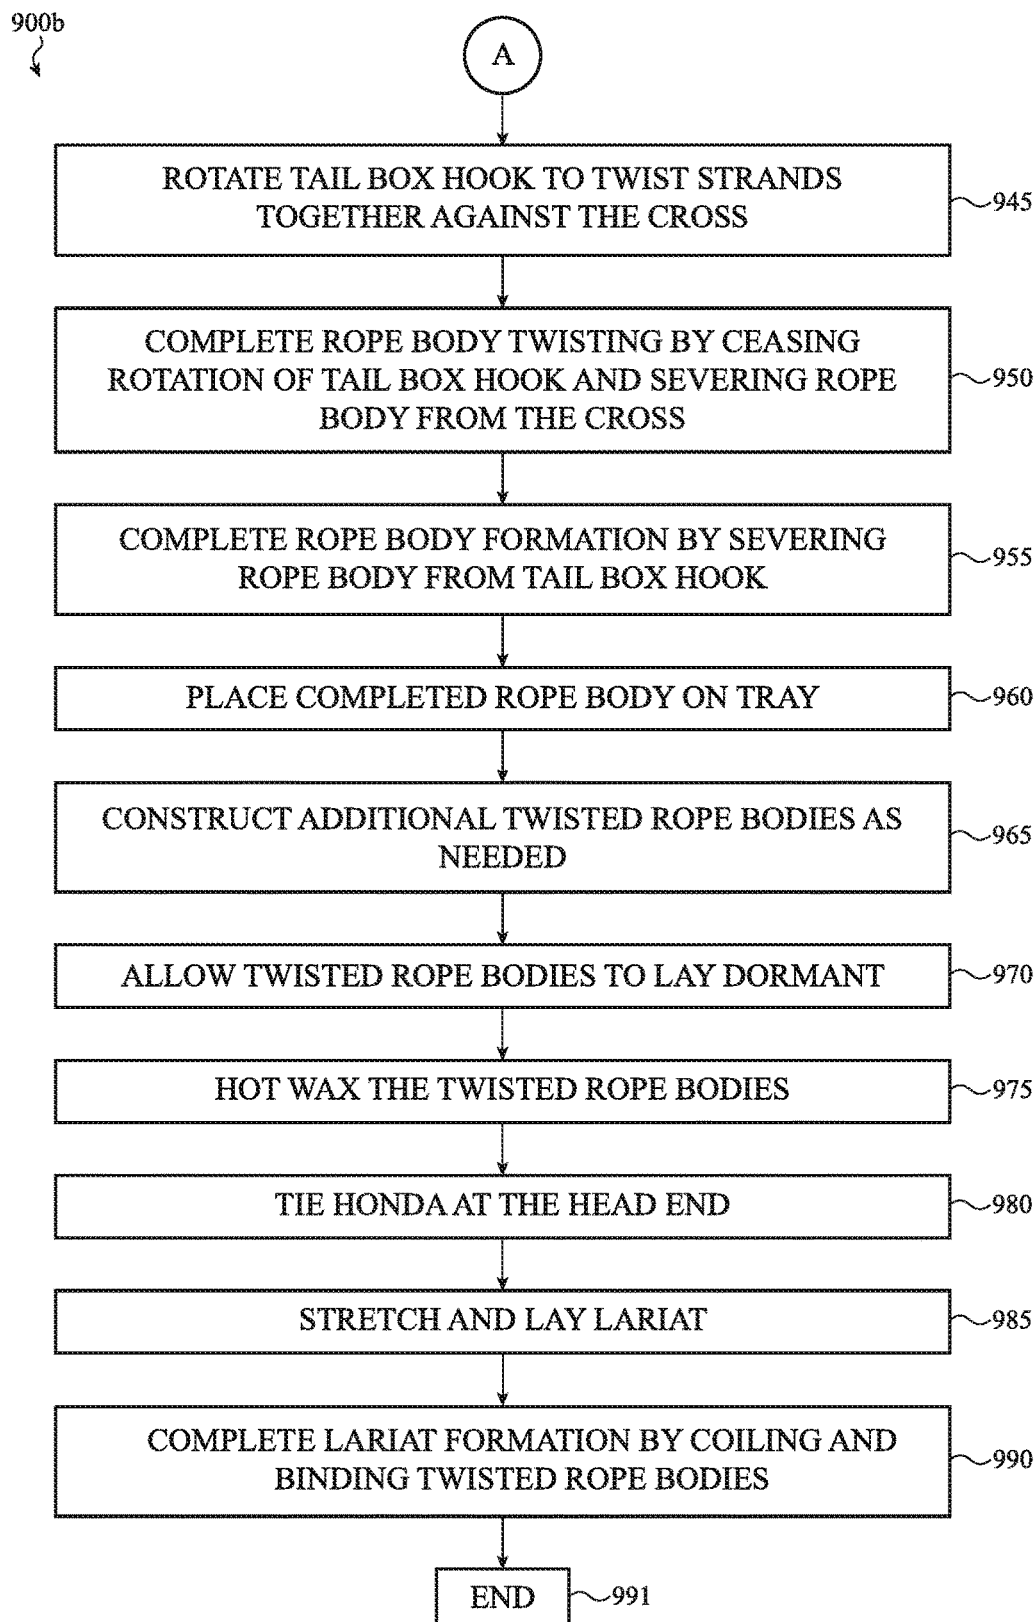 900b
A
ROTATE TAIL BOX HOOK TO TWIST STRANDS
TOGETHER AGAINST THE CROSS
945
COMPLETE ROPE BODY TWISTING BY CEASING
ROTATION OF TAIL BOX HOOK AND SEVERING ROPE
BODY FROM THE CROSS
950
COMPLETE ROPE BODY FORMATION BY SEVERING
ROPE BODY FROM TAIL BOX HOOK
955
PLACE COMPLETED ROPE BODY ON TRAY
960
CONSTRUCT ADDITIONAL TWISTED ROPE BODIES AS
NEEDED
965
ALLOW TWISTED ROPE BODIES TO LAY DORMANT
970
HOT WAX THE TWISTED ROPE BODIES
975
TIE HONDA AT THE HEAD END
980
STRETCH AND LAY LARIAT
985
COMPLETE LARIAT FORMATION BY COILING AND
BINDING TWISTED ROPE BODIES
990
END
991